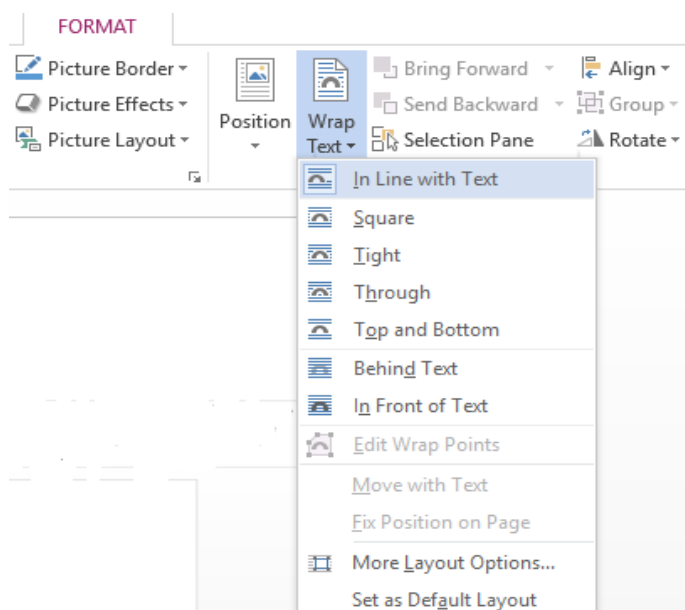 FORMAT
Picture Border
Picture Effects
Picture Layout
Position
Wrap
Text
Bring Forward
Send Backward
Selection Pane
Align
Group
Rotate
In Line with Text
Square
Tight
Through
Top and Bottom
Behind Text
In Front of Text
Edit Wrap Points
Move with Text
Fix Position on Page
More Layout Options...
Set as Default Layout